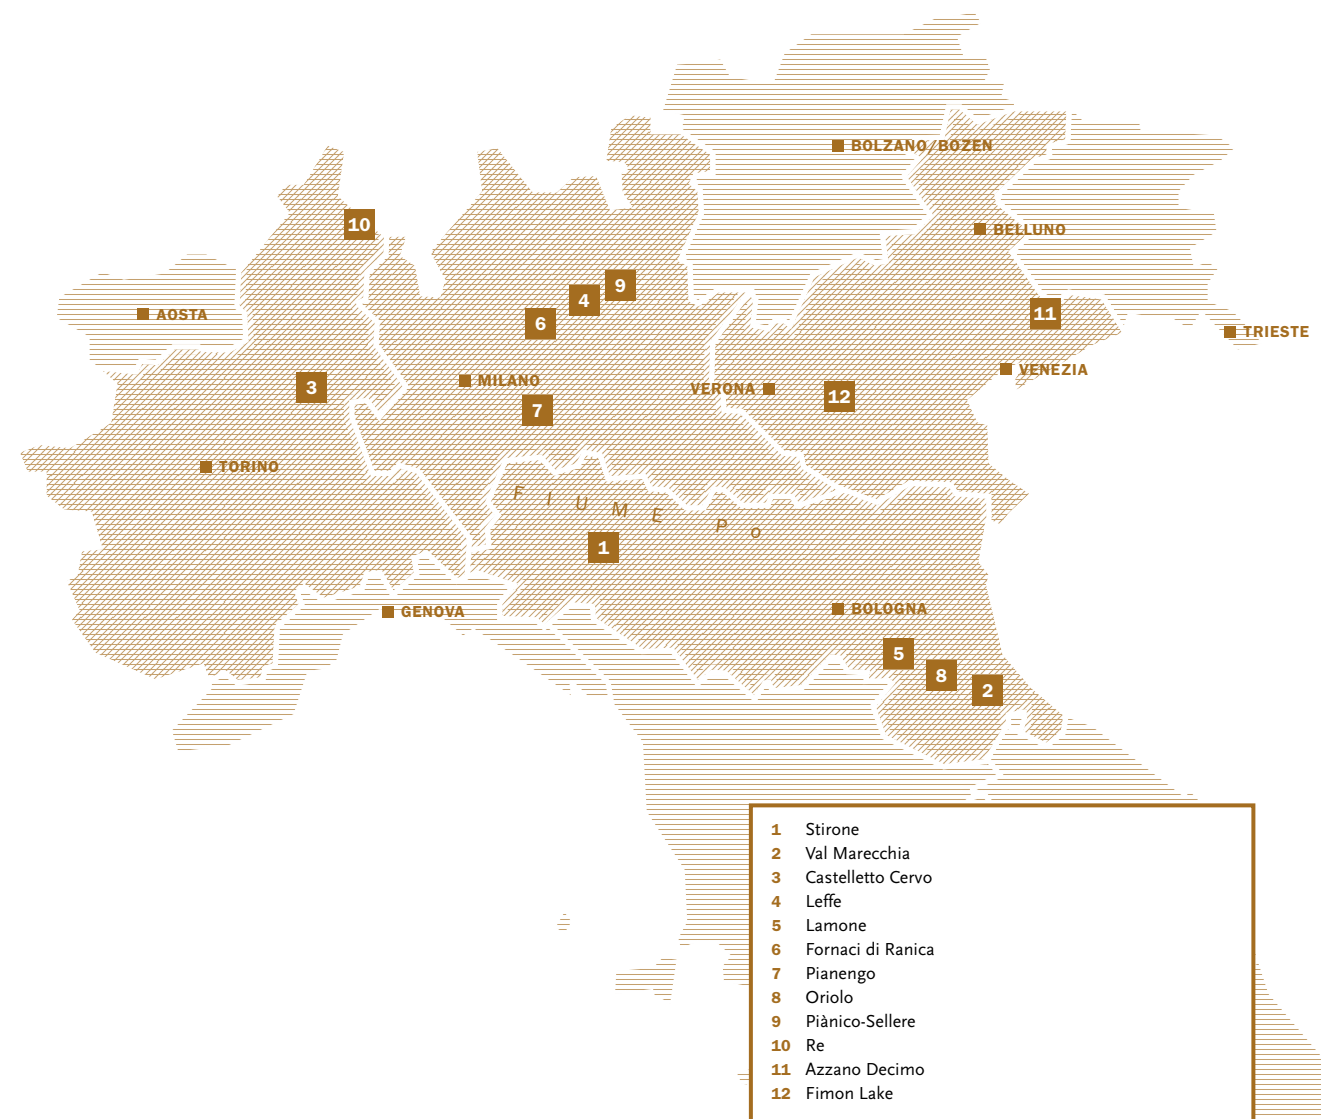 BOLZANO/BOZEN
10
BELLUNO
9
4
11
AOSTA
6
TRIESTE
VENEZIA
3
MILANO
VERONA
12
7
TORINO
FIUME Po
1
GENOVA
BOLOGNA
5
8
2
1 Stirone
2 Val Marecchia
3 Castelletto Cervo
4 Leffe
5 Lamone
6 Fornaci di Ranica
7 Pianengo
8 Oriolo
9 Piànico-Sellere
10 Re
11 Azzano Decimo
12 Fimon Lake